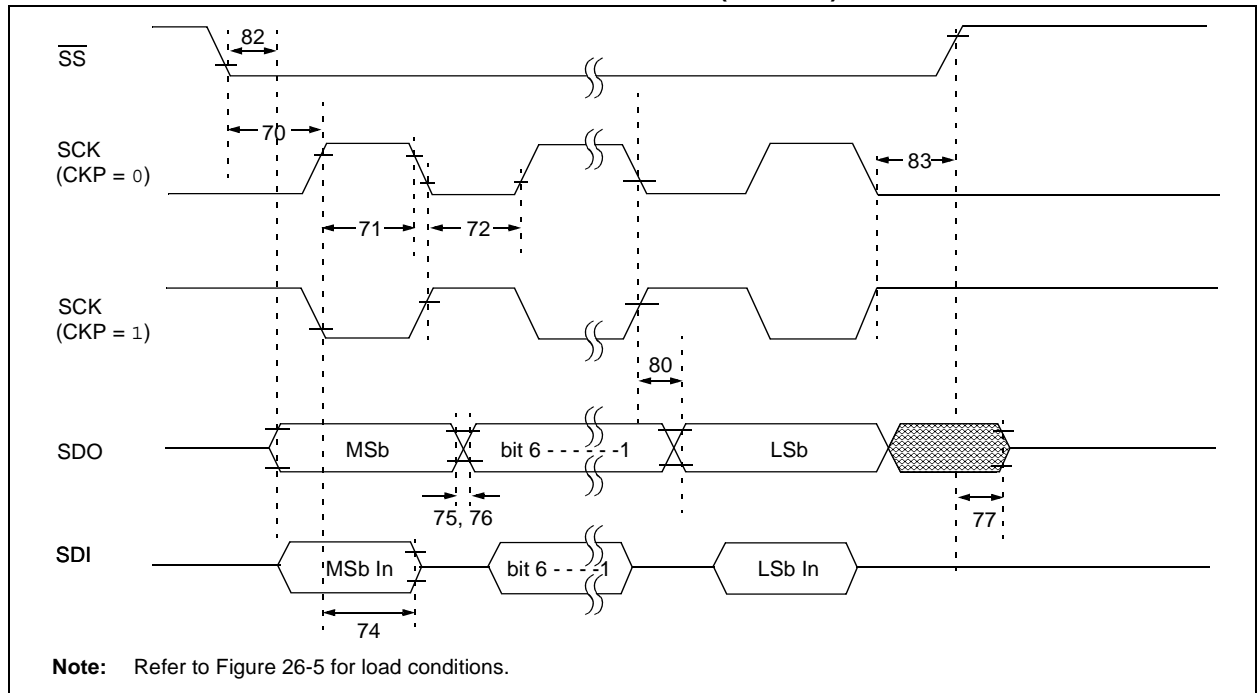 82
SS
70
SCK
(CKP = 0)
83
71
72
SCK
(CKP = 1)
80
SDO
MSb
bit 6 - - - - - -1
LSb
75, 76
77
SDI
MSb In
bit 6 - - - -1
LSb In
74
Note: Refer to Figure 26-5 for load conditions.